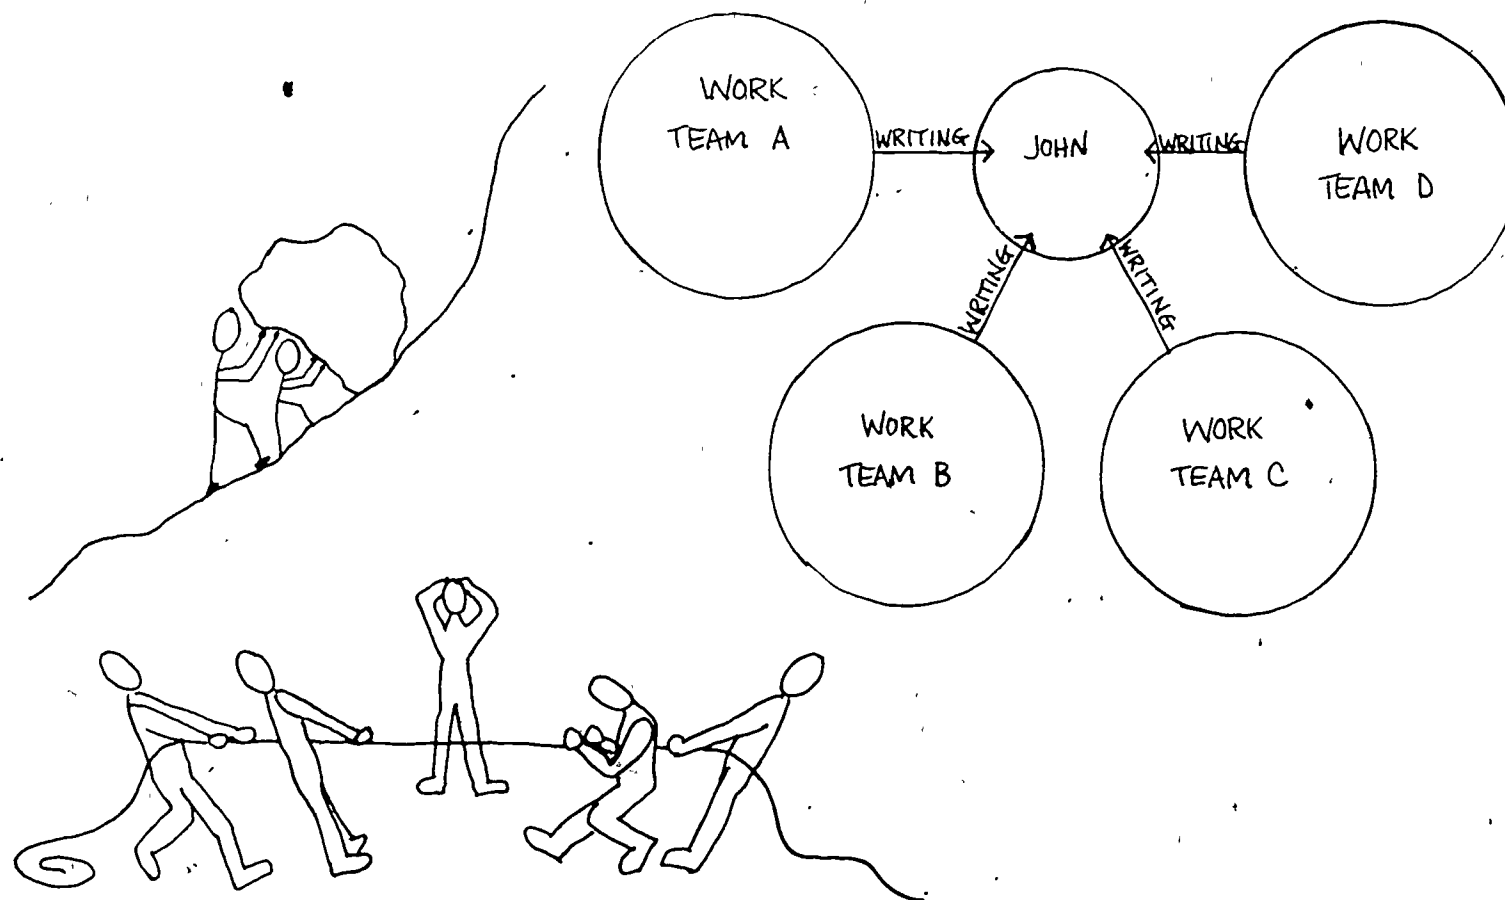 WORK
TEAM A
WRITING
JOHN
WRITING
WORK
TEAM D
WRITING
WRITING
WORK
TEAM B
WORK
TEAM C